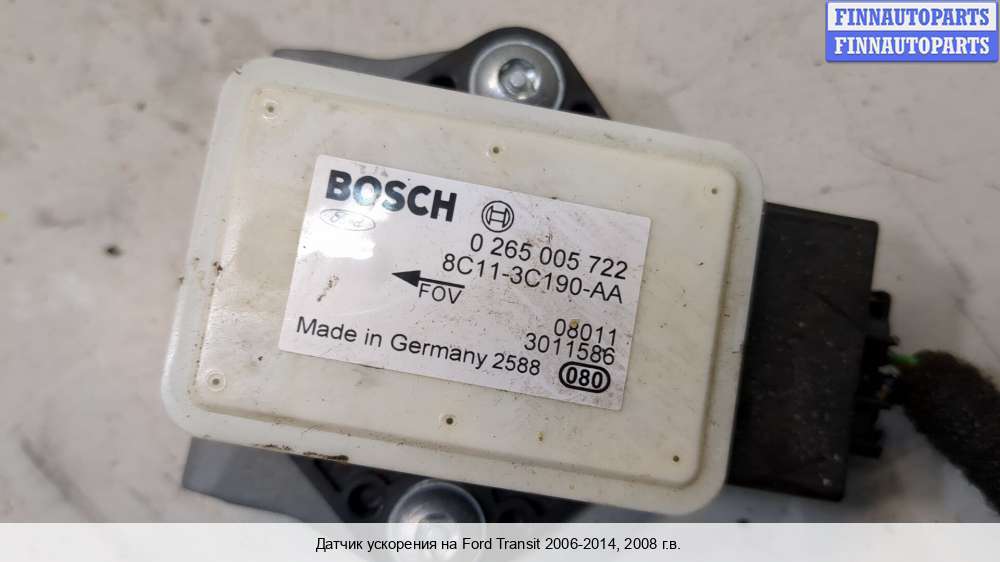 FINNAUTOPARTS
FINNAUTOPARTS
BOSCH
Ford
0 265 005 722
8C11-3C190-AA
FOV
08011
3011586
Made in Germany 2588
080
Датчик ускорения на Ford Transit 2006-2014, 2008 г.в.